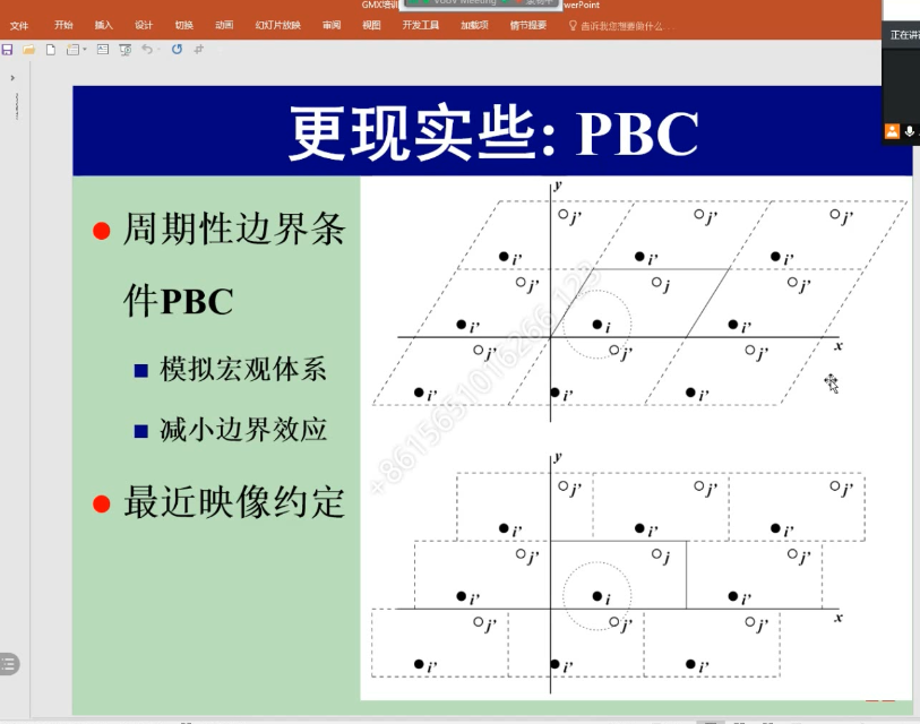 GMX培训
VooV Meeting
werPoint
文件 开始 插入 设计 切换 动画 幻灯片放映 审阅 视图 开发工具 加载项 情节提要 告诉我您想要做什么...
正在讲
更现实些: PBC
周期性边界条
件PBC
模拟宏观体系
减小边界效应
最近映像约定
y
j' j' j'
i' i' i'
j' j j'
i' i i'
x
j' j' j'
i' i' i'
y
j' j' j'
i' i' i'
j' j j'
i' i i'
x
j' j' j'
i' i' i'
+8615651016266.123